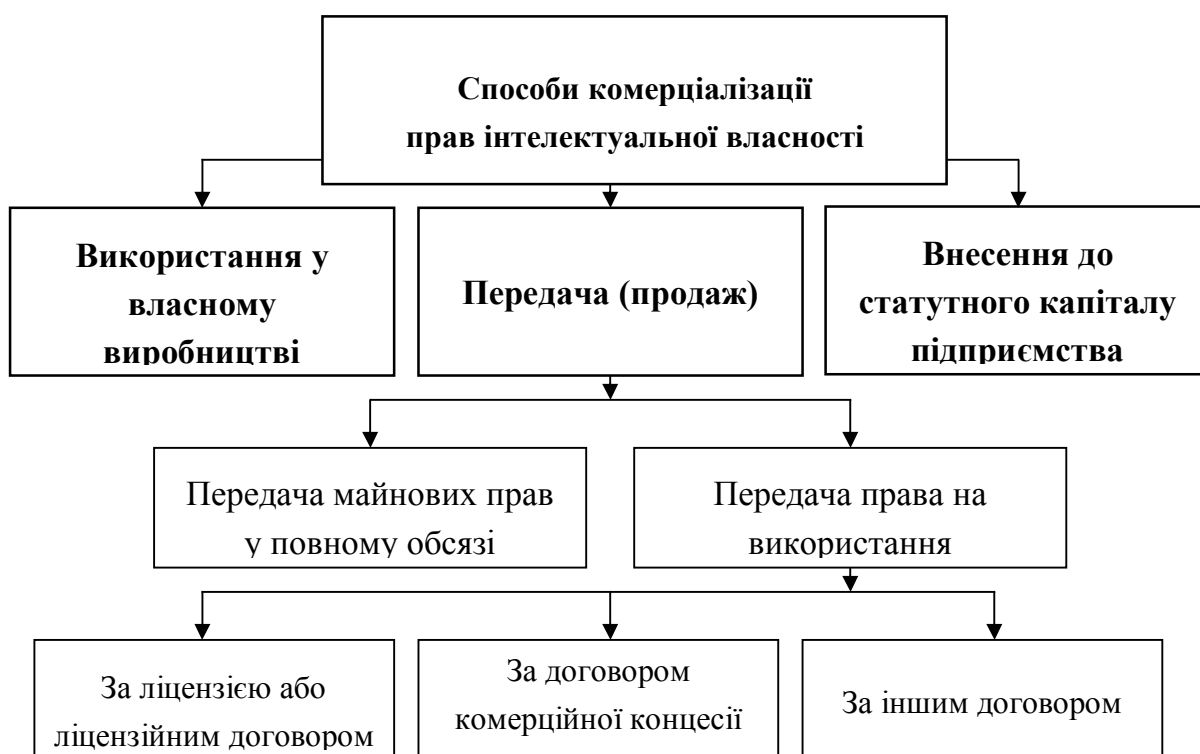 Способи комерціалізації
прав інтелектуальної власності
Використання у
власному
виробництві
Передача (продаж)
Внесення до
статутного капіталу
підприємства
Передача майнових прав
у повному обсязі
Передача права на
використання
За ліцензією або
ліцензійним договором
За договором
комерційної концесії
За іншим договором